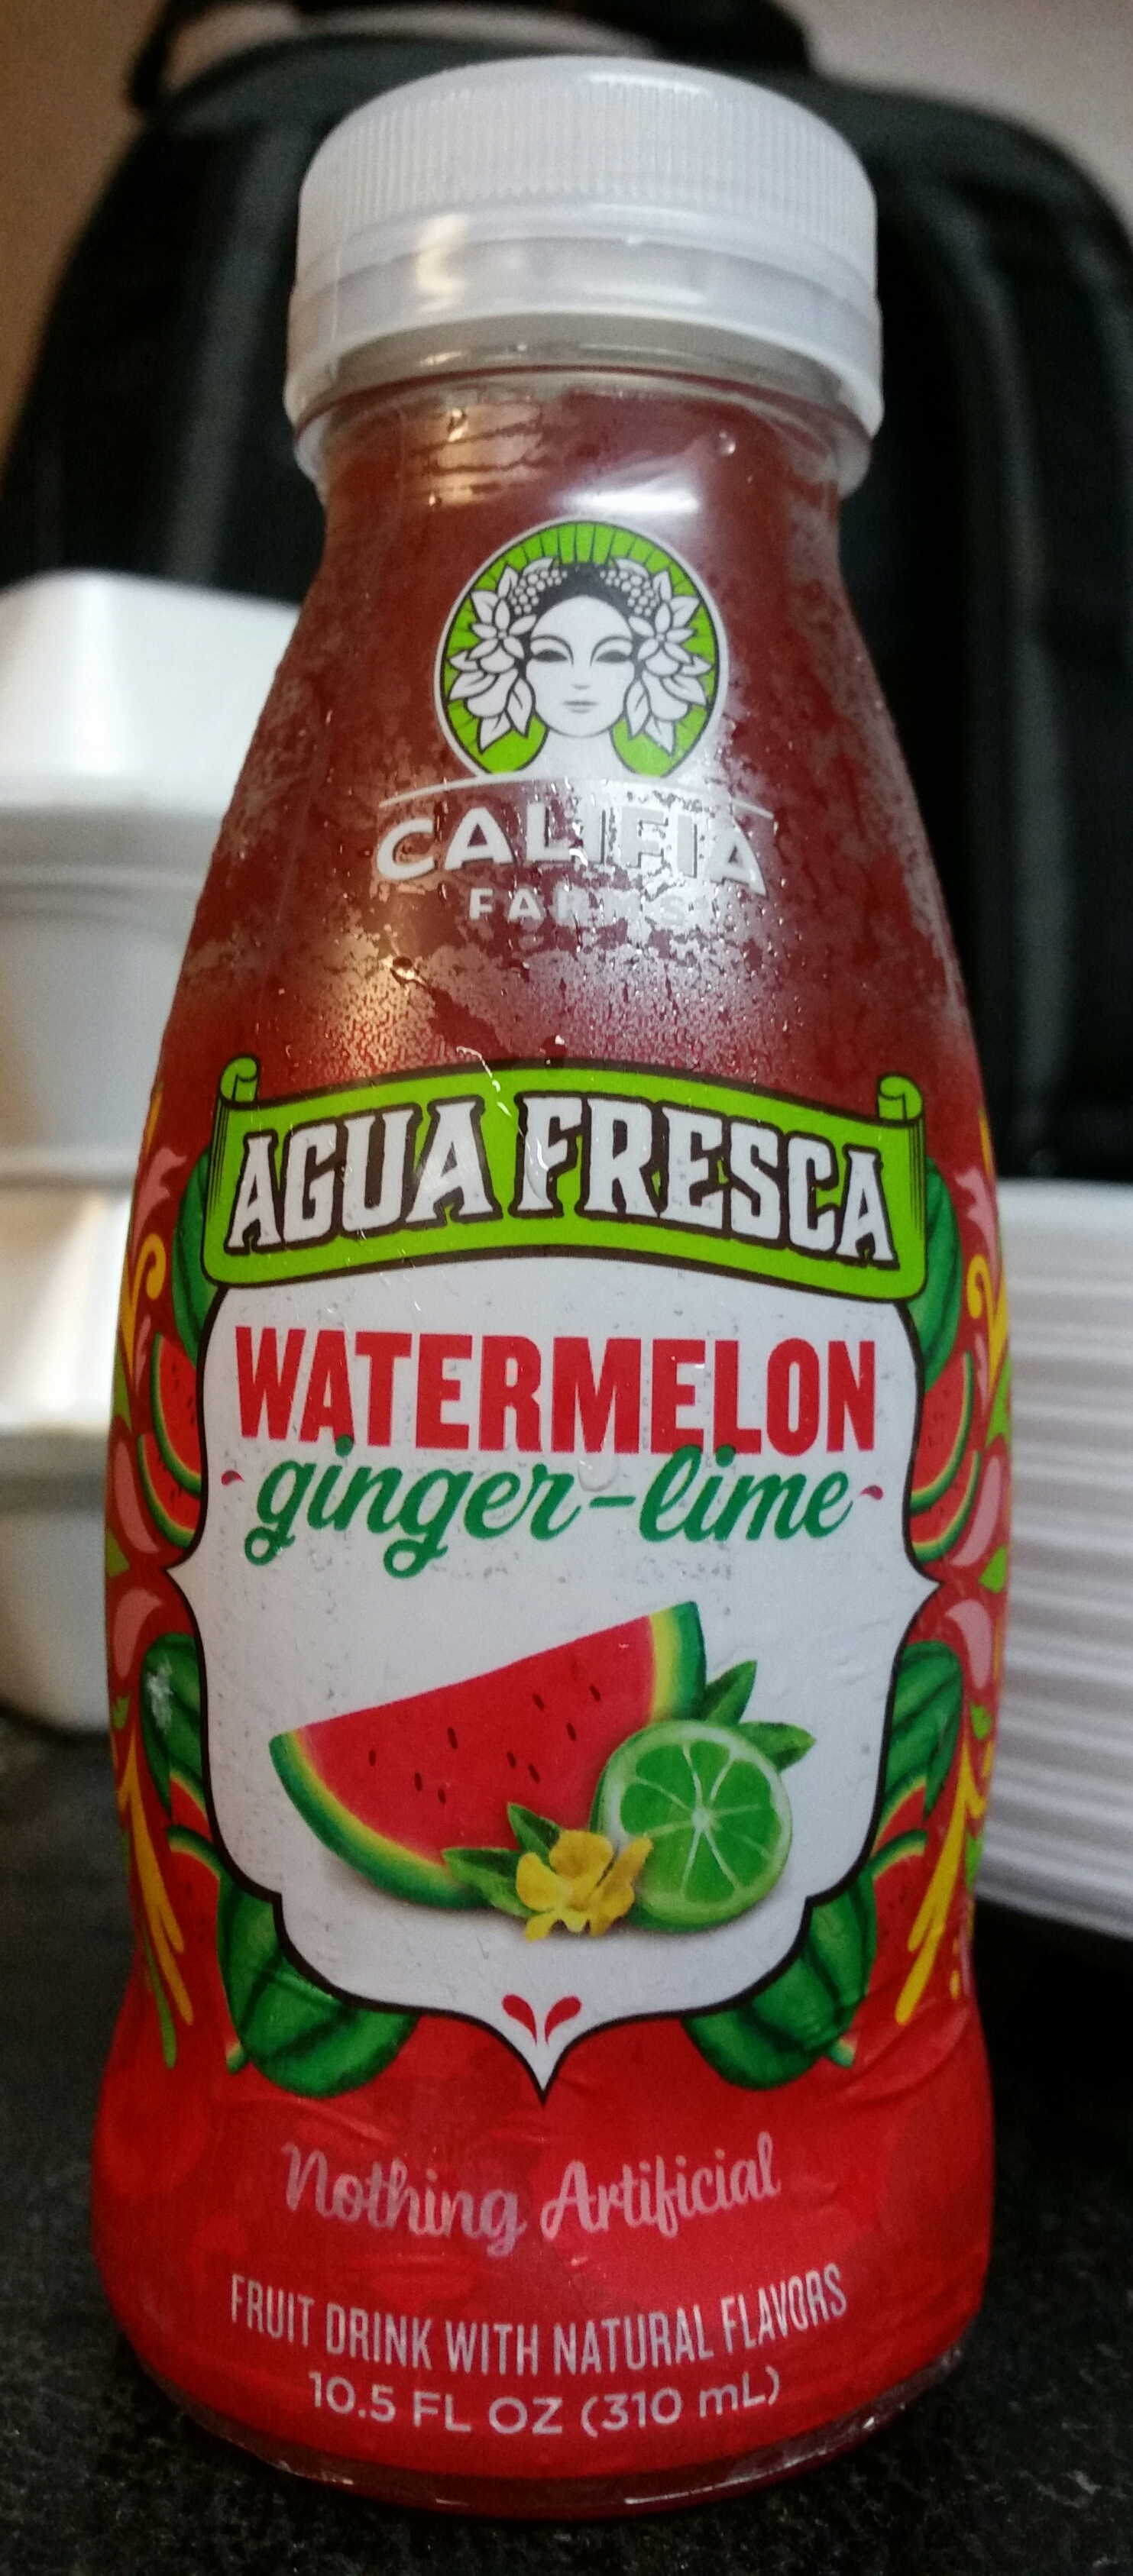 CALIFIA
FARMS
AGUA FRESCA
WATERMELON
ginger-lime
Nothing Artificial
FRUIT DRINK WITH NATURAL FLAVORS
10.5 FL OZ (310 mL)